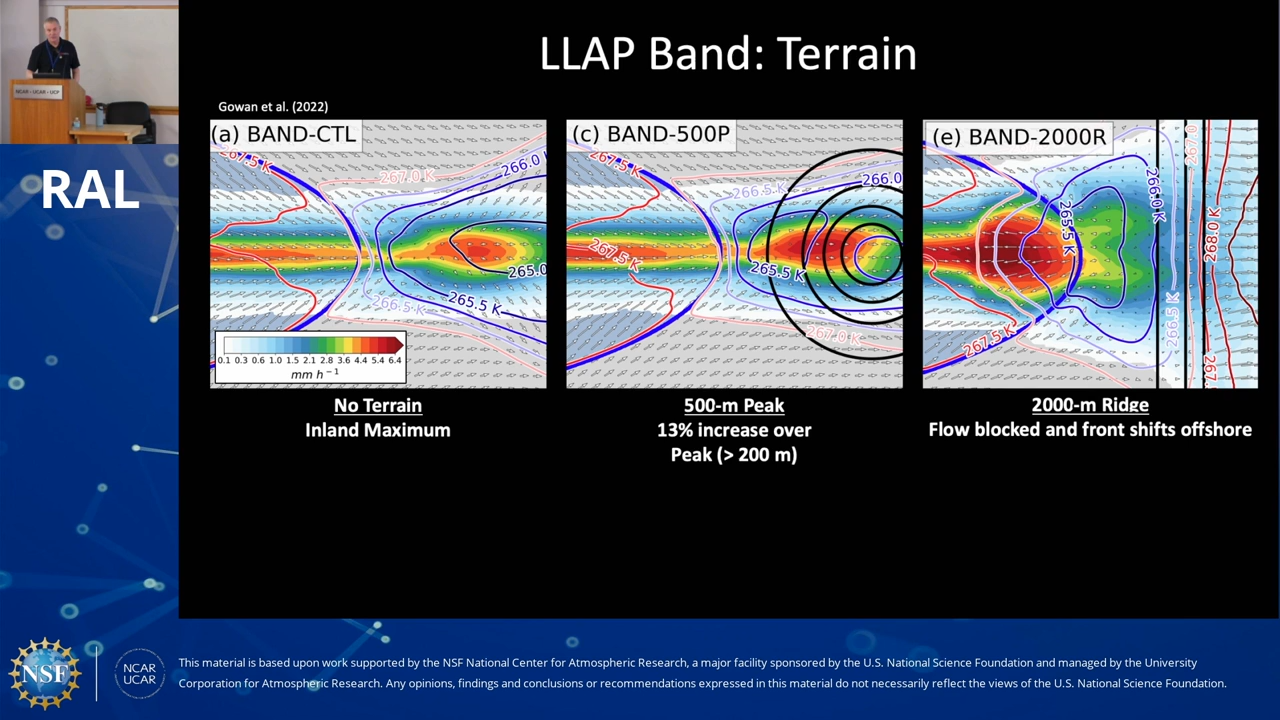 LLAP Band: Terrain
NCAR - UCAR - UCP
Gowan et al. (2022)
RAL
(a) BAND-CTL
267.5 K
267.0 K
266.0
266.5 K
265.5 K
265.0
0.1 0.3 0.6 1.0 1.5 2.1 2.8 3.6 4.4 5.4 6.4
mm h⁻¹
(c) BAND-500P
267.5 K
266.5 K
266.0
267.5 K
265.5 K
267.0 K
(e) BAND-2000R
267.0
266.0 K
265.5 K
268.0 K
266.5 K
267.5 K
267
No Terrain
Inland Maximum
500-m Peak
13% increase over
Peak (> 200 m)
2000-m Ridge
Flow blocked and front shifts offshore
NSF
NCAR
UCAR
This material is based upon work supported by the NSF National Center for Atmospheric Research, a major facility sponsored by the U.S. National Science Foundation and managed by the University
Corporation for Atmospheric Research. Any opinions, findings and conclusions or recommendations expressed in this material do not necessarily reflect the views of the U.S. National Science Foundation.